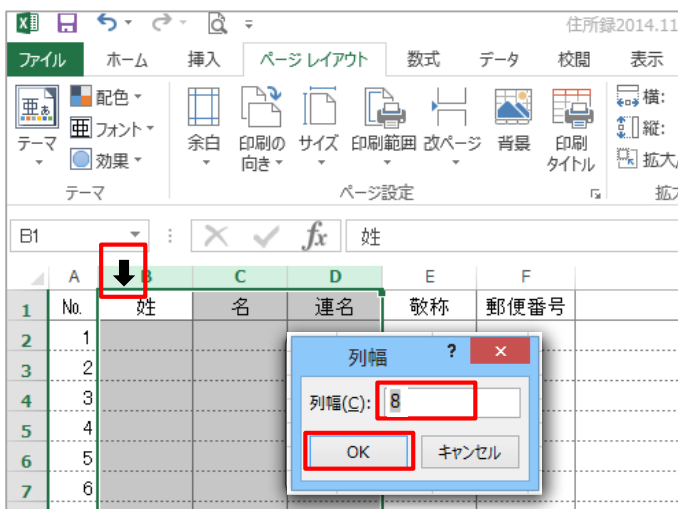 住所録2014.11
ファイル ホーム 挿入 ページ レイアウト 数式 データ 校閲 表示
亜あ 配色 横:
亜 フォント 縦:
テーマ 効果 余白 印刷の向き サイズ 印刷範囲 改ページ 背景 印刷タイトル 拡大/
テーマ ページ設定 拡大
B1 fx 姓
A B C D E F
1 No. 姓 名 連名 敬称 郵便番号
2 1
3 2
4 3
5 4
6 5
7 6
列幅 ?
列幅(C): 8
OK キャンセル